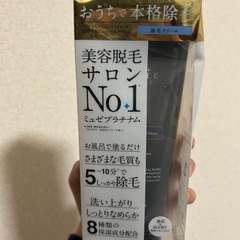 おうちで本格除
除毛クリーム
美容脱毛
サロン
No.1
ミュゼプラチナム
お風呂で塗るだけ
さまざまな毛質も
5~10分で
しっかり除毛
洗い上がり
しっとりなめらか
8種類の
保湿成分配合